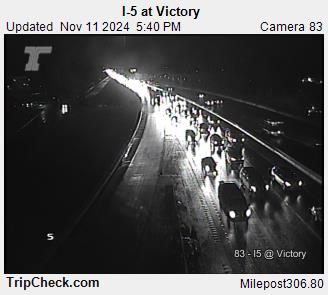 I-5 at Victory
Updated Nov 11 2024 5:40 PM Camera 83
T
S
83 - I5 @ Victory
TripCheck.com Milepost306.80